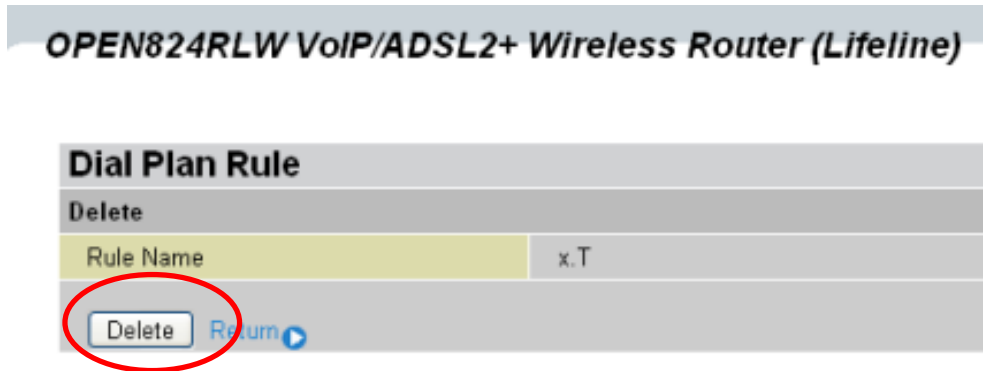 OPEN824RLW VoIP/ADSL2+ Wireless Router (Lifeline)
Dial Plan Rule
Delete
Rule Name x.T
Delete Return